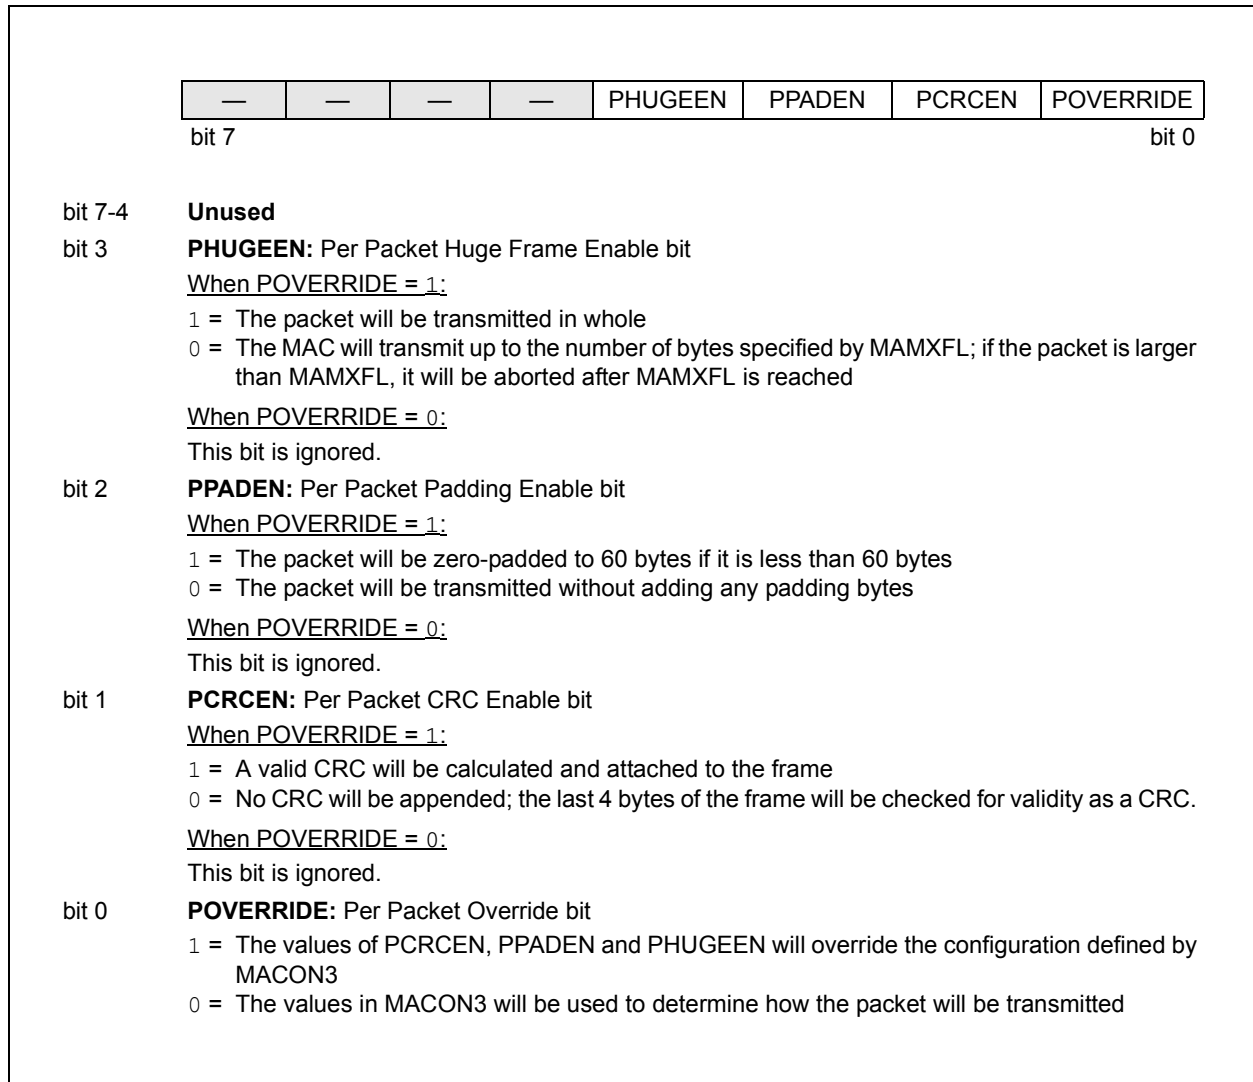 — — — — PHUGEEN PPADEN PCRCEN POVERRIDE
bit 7 bit 0
bit 7-4 Unused
bit 3 PHUGEEN: Per Packet Huge Frame Enable bit
When POVERRIDE = 1:
1 = The packet will be transmitted in whole
0 = The MAC will transmit up to the number of bytes specified by MAMXFL; if the packet is larger
than MAMXFL, it will be aborted after MAMXFL is reached
When POVERRIDE = 0:
This bit is ignored.
bit 2 PPADEN: Per Packet Padding Enable bit
When POVERRIDE = 1:
1 = The packet will be zero-padded to 60 bytes if it is less than 60 bytes
0 = The packet will be transmitted without adding any padding bytes
When POVERRIDE = 0:
This bit is ignored.
bit 1 PCRCEN: Per Packet CRC Enable bit
When POVERRIDE = 1:
1 = A valid CRC will be calculated and attached to the frame
0 = No CRC will be appended; the last 4 bytes of the frame will be checked for validity as a CRC.
When POVERRIDE = 0:
This bit is ignored.
bit 0 POVERRIDE: Per Packet Override bit
1 = The values of PCRCEN, PPADEN and PHUGEEN will override the configuration defined by
MACON3
0 = The values in MACON3 will be used to determine how the packet will be transmitted